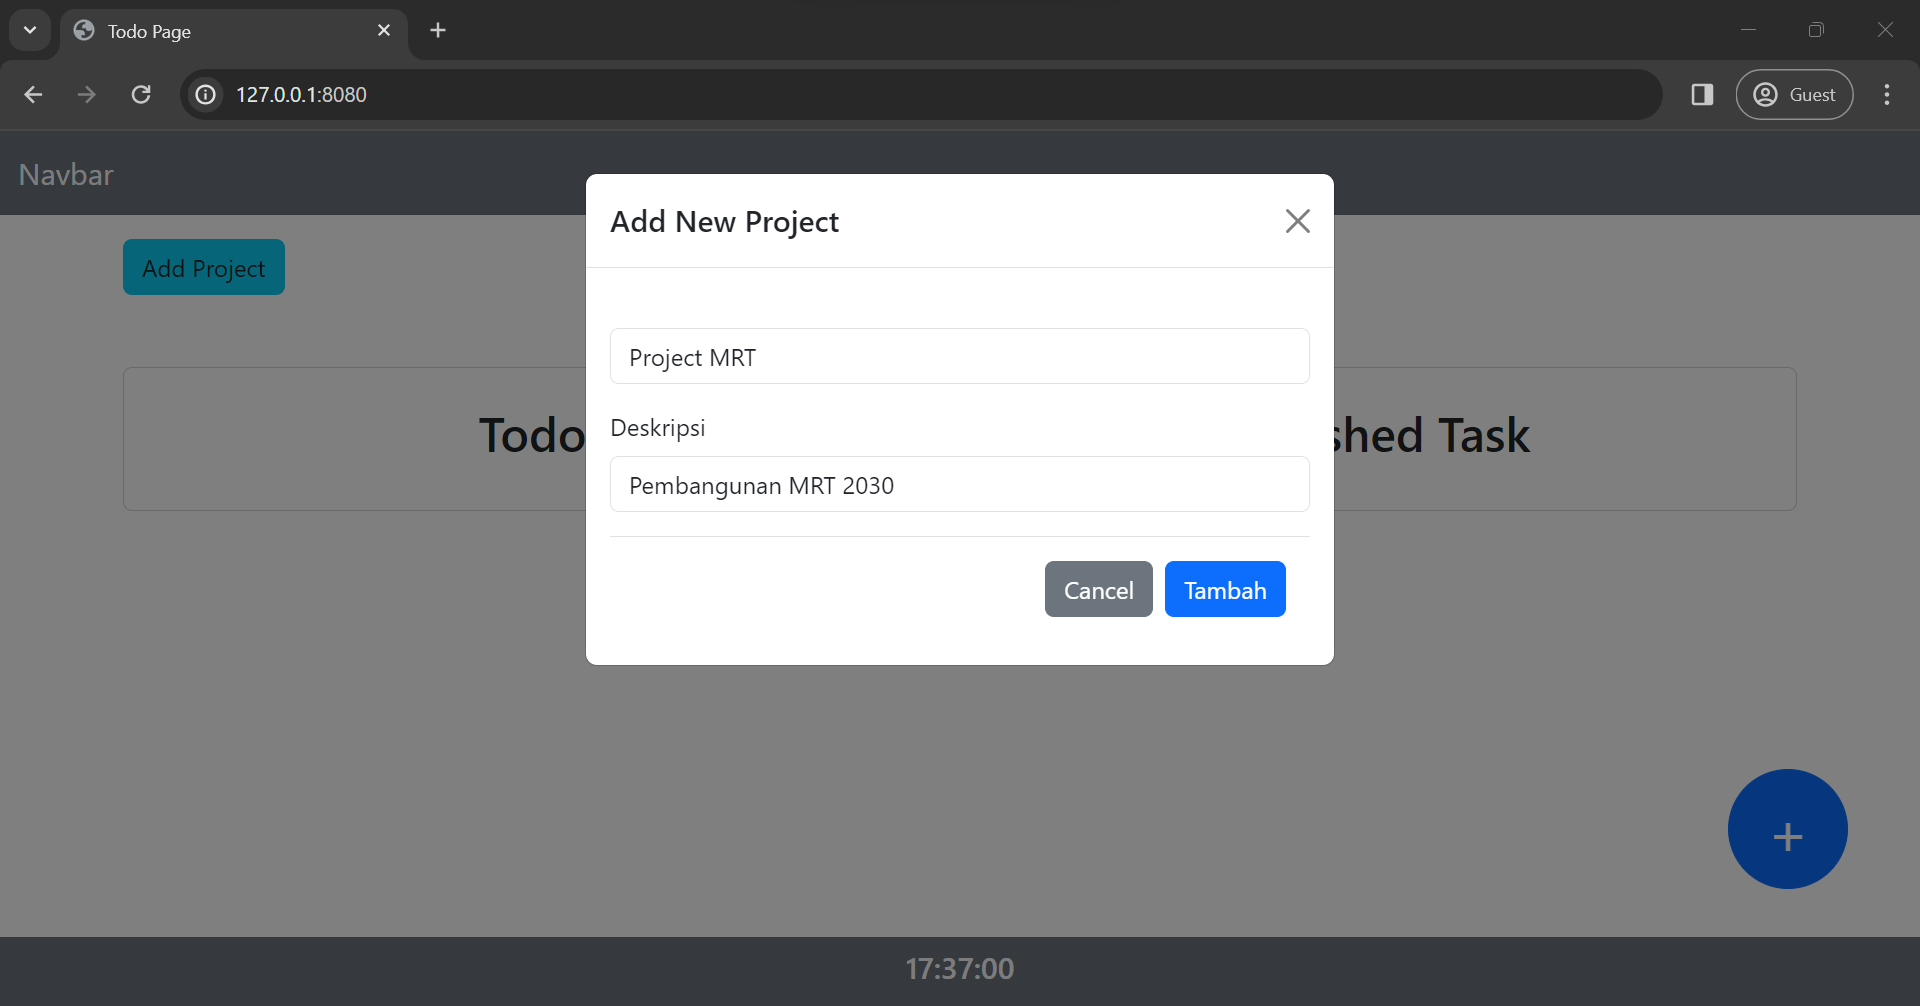 Todo Page
127.0.0.1:8080
Guest
Navbar
Add New Project
Add Project
Project MRT
Todo
shed Task
Deskripsi
Pembangunan MRT 2030
Cancel
Tambah
+
17:37:00